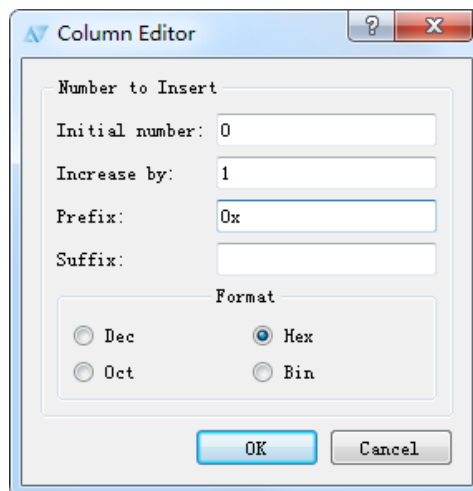 Column Editor
Number to Insert
Initial number: 0
Increase by: 1
Prefix: 0x
Suffix:
Format
Dec Hex
Oct Bin
OK Cancel